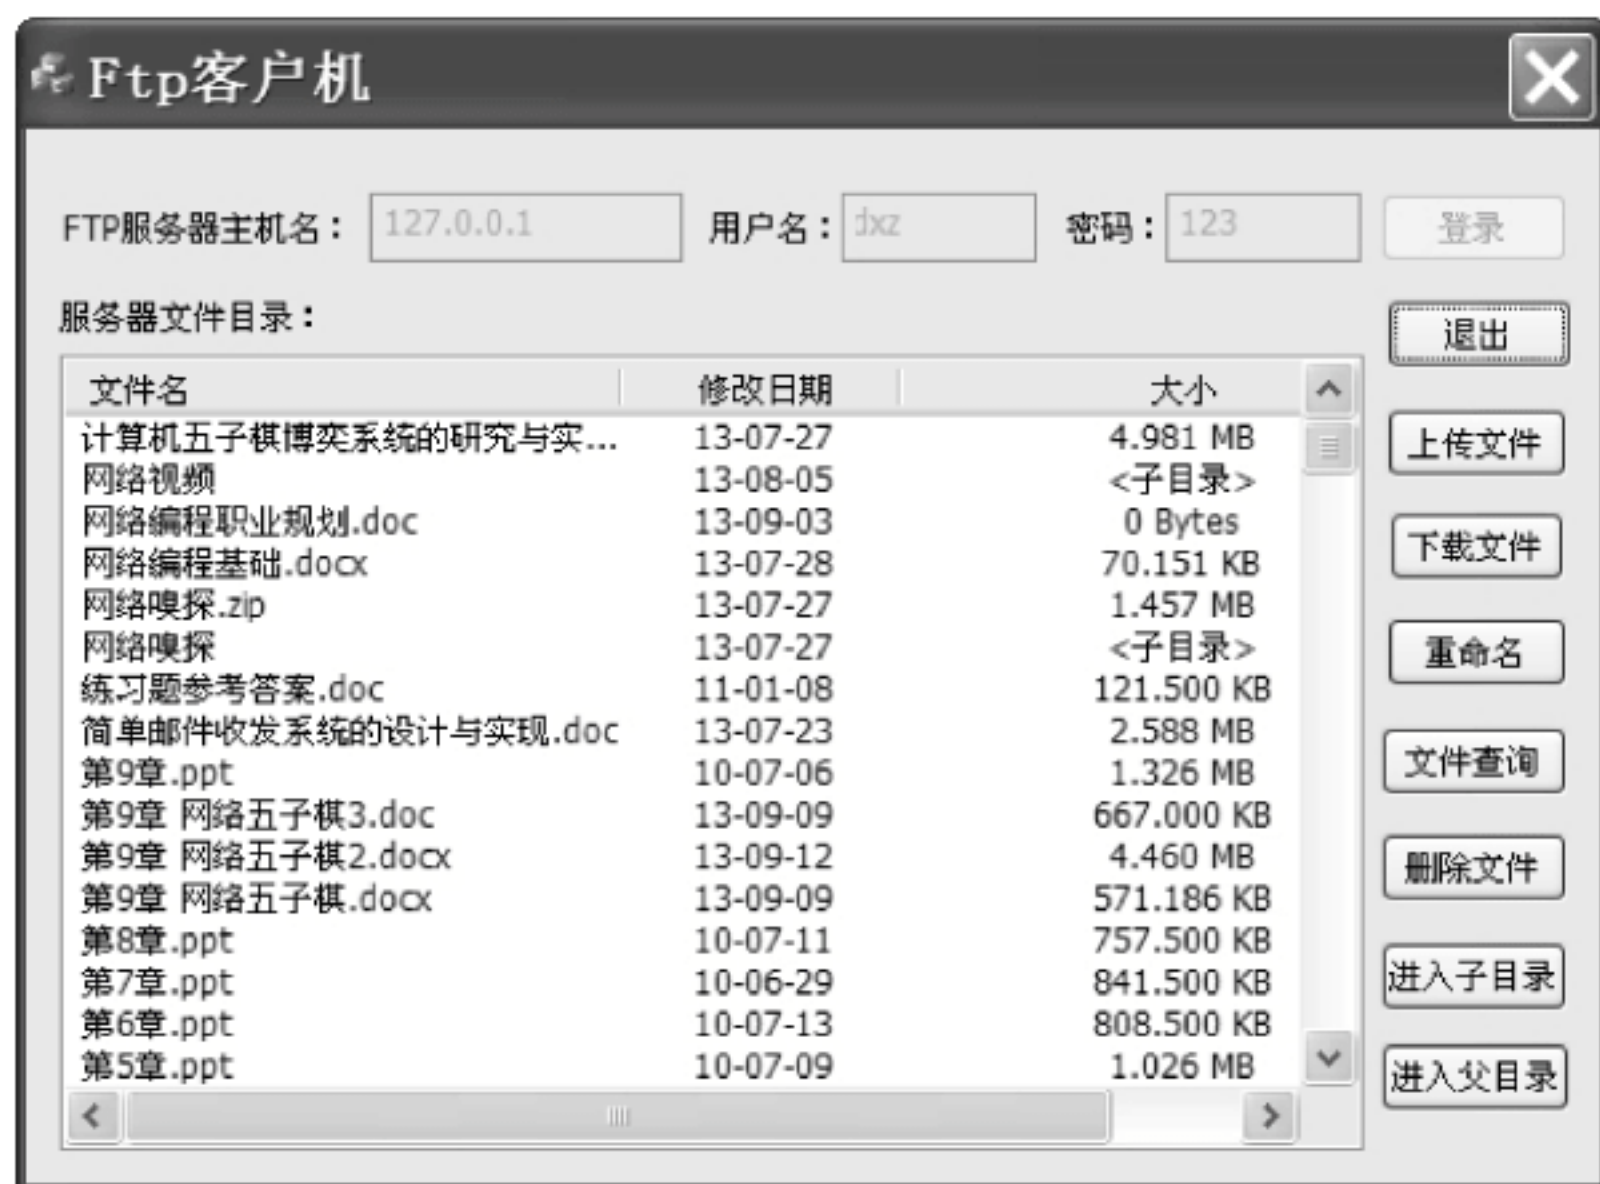 Ftp客户机
FTP服务器主机名： 127.0.0.1 用户名： dxz 密码： 123 登录
服务器文件目录：
退出
文件名 修改日期 大小
计算机五子棋博奕系统的研究与实... 13-07-27 4.981 MB
上传文件
网络视频 13-08-05 <子目录>
网络编程职业规划.doc 13-09-03 0 Bytes
网络编程基础.docx 13-07-28 70.151 KB
下载文件
网络嗅探.zip 13-07-27 1.457 MB
网络嗅探 13-07-27 <子目录>
重命名
练习题参考答案.doc 11-01-08 121.500 KB
简单邮件收发系统的设计与实现.doc 13-07-23 2.588 MB
第9章.ppt 10-07-06 1.326 MB
文件查询
第9章 网络五子棋3.doc 13-09-09 667.000 KB
第9章 网络五子棋2.docx 13-09-12 4.460 MB
删除文件
第9章 网络五子棋.docx 13-09-09 571.186 KB
第8章.ppt 10-07-11 757.500 KB
第7章.ppt 10-06-29 841.500 KB
进入子目录
第6章.ppt 10-07-13 808.500 KB
第5章.ppt 10-07-09 1.026 MB
进入父目录